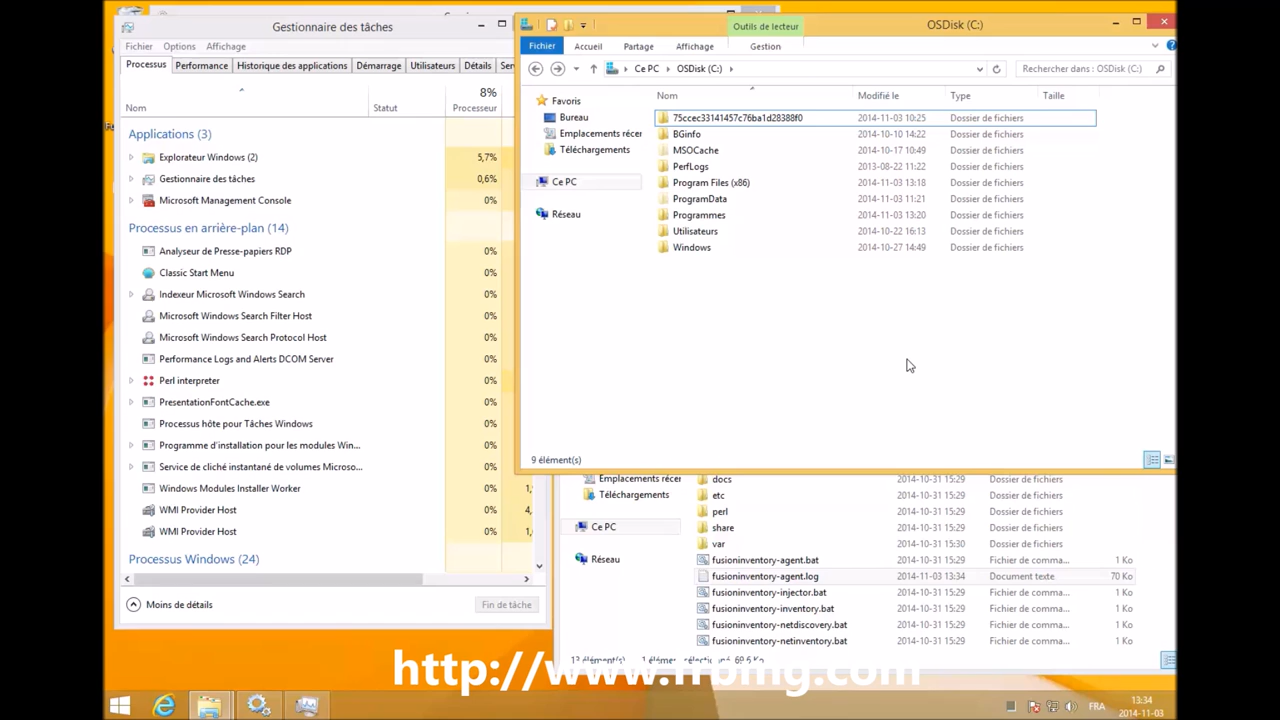 Gestionnaire des tâches
Fichier Options Affichage
Processus Performance Historique des applications Démarrage Utilisateurs Détails
8%
Nom Statut Processeur
Applications (3)
Explorateur Windows (2) 5,7%
Gestionnaire des tâches 0,6%
Microsoft Management Console 0%
Processus en arrière-plan (14)
Analyseur de Presse-papiers RDP 0%
Classic Start Menu 0%
Indexeur Microsoft Windows Search 0%
Microsoft Windows Search Filter Host 0%
Microsoft Windows Search Protocol Host 0%
Performance Logs and Alerts DCOM Server 0%
Perl interpreter 0%
PresentationFontCache.exe 0%
Processus hôte pour Tâches Windows 0%
Programme d'installation pour les modules Win... 0%
Service de cliché instantané de volumes Microso... 0%
Windows Modules Installer Worker 0%
WMI Provider Host 0%
WMI Provider Host 0%
Processus Windows (24)
Moins de détails Fin de tâche
Outils de lecteur OSDisk (C:)
Fichier Accueil Partage Affichage Gestion
Ce PC OSDisk (C:) Rechercher dans : OSDisk (C:)
Favoris
Bureau
Emplacements récer
Téléchargements
Ce PC
Réseau
Nom Modifié le Type Taille
75ccec33141457c76ba1d28388f0 2014-11-03 10:25 Dossier de fichiers
BGinfo 2014-10-10 14:22 Dossier de fichiers
MSOCache 2014-10-17 10:49 Dossier de fichiers
PerfLogs 2013-08-22 11:22 Dossier de fichiers
Program Files (x86) 2014-11-03 13:18 Dossier de fichiers
ProgramData 2014-11-03 11:21 Dossier de fichiers
Programmes 2014-11-03 13:20 Dossier de fichiers
Utilisateurs 2014-10-22 16:13 Dossier de fichiers
Windows 2014-10-27 14:49 Dossier de fichiers
9 élément(s)
Emplacements récer
Téléchargements
Ce PC
Réseau
docs 2014-10-31 15:29 Dossier de fichiers
etc 2014-10-31 15:29 Dossier de fichiers
perl 2014-10-31 15:29 Dossier de fichiers
share 2014-10-31 15:29 Dossier de fichiers
var 2014-10-31 15:30 Dossier de fichiers
fusioninventory-agent.bat 2014-10-31 15:29 Fichier de comma... 1 Ko
fusioninventory-agent.log 2014-11-03 13:34 Document texte 70 Ko
fusioninventory-injector.bat 2014-10-31 15:29 Fichier de comma... 1 Ko
fusioninventory-inventory.bat 2014-10-31 15:29 Fichier de comma... 1 Ko
fusioninventory-netdiscovery.bat 2014-10-31 15:29 Fichier de comma... 1 Ko
fusioninventory-netinventory.bat 2014-10-31 15:29 Fichier de comma... 1 Ko
FRA 13:34
2014-11-03